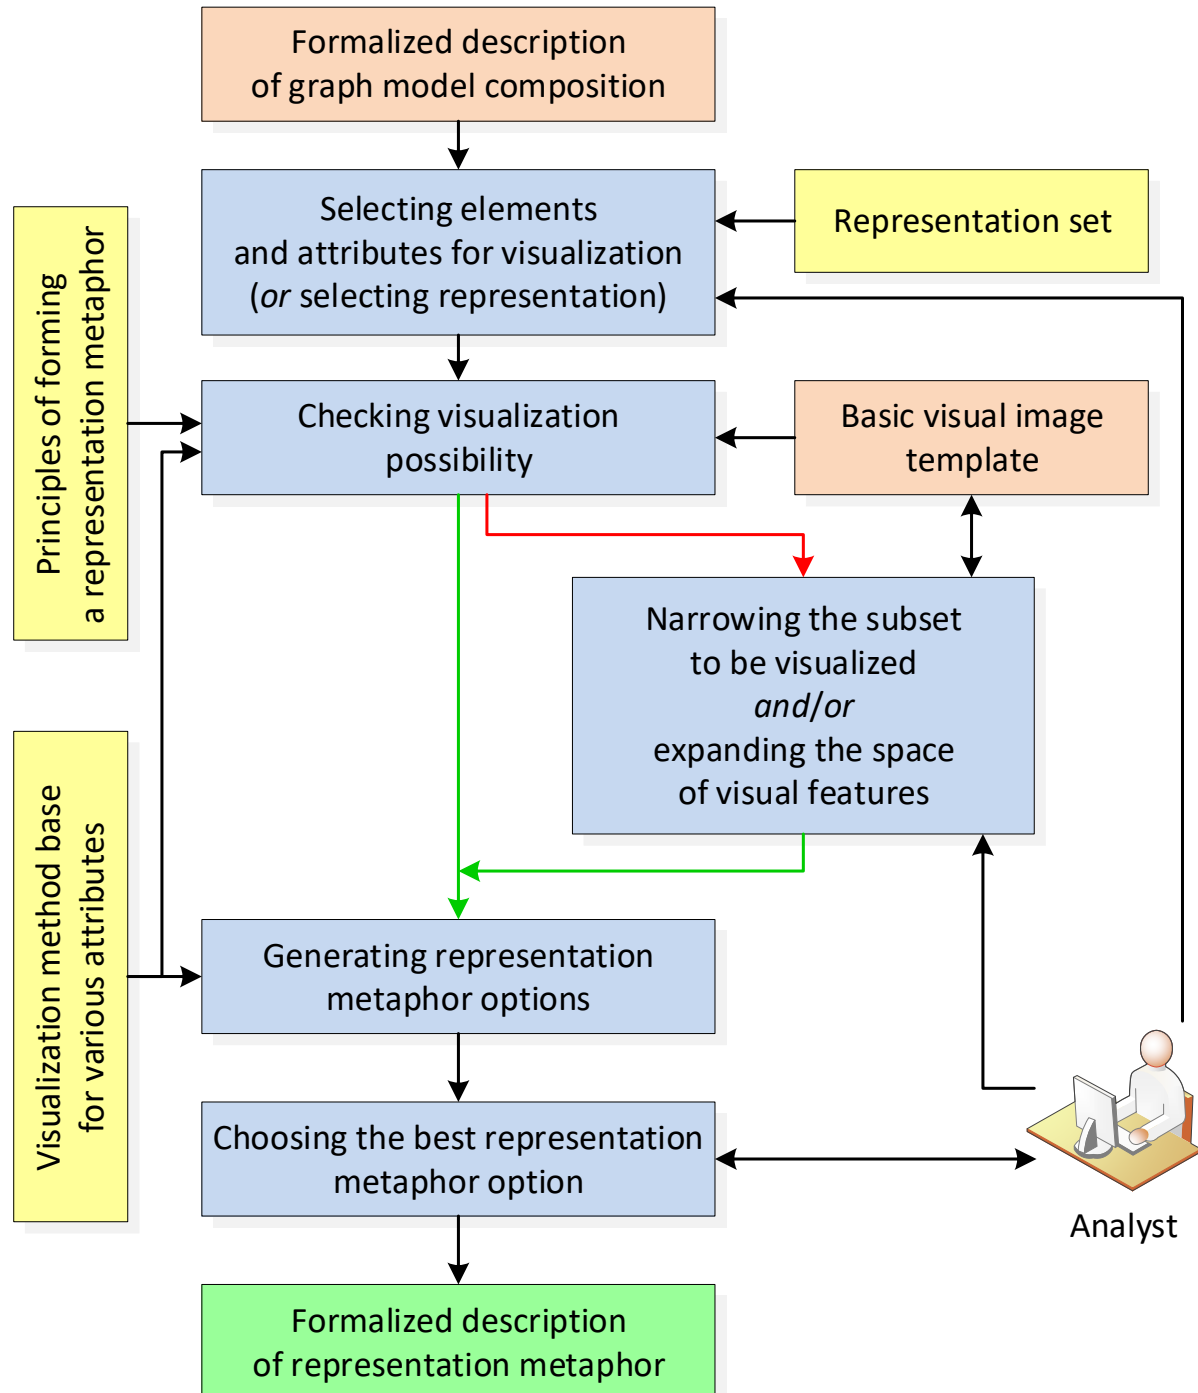 Formalized description
of graph model composition
Selecting elements
and attributes for visualization
(or selecting representation)
Representation set
Principles of forming
a representation metaphor
Checking visualization
possibility
Basic visual image
template
Narrowing the subset
to be visualized
and/or
expanding the space
of visual features
Visualization method base
for various attributes
Generating representation
metaphor options
Choosing the best representation
metaphor option
Analyst
Formalized description
of representation metaphor